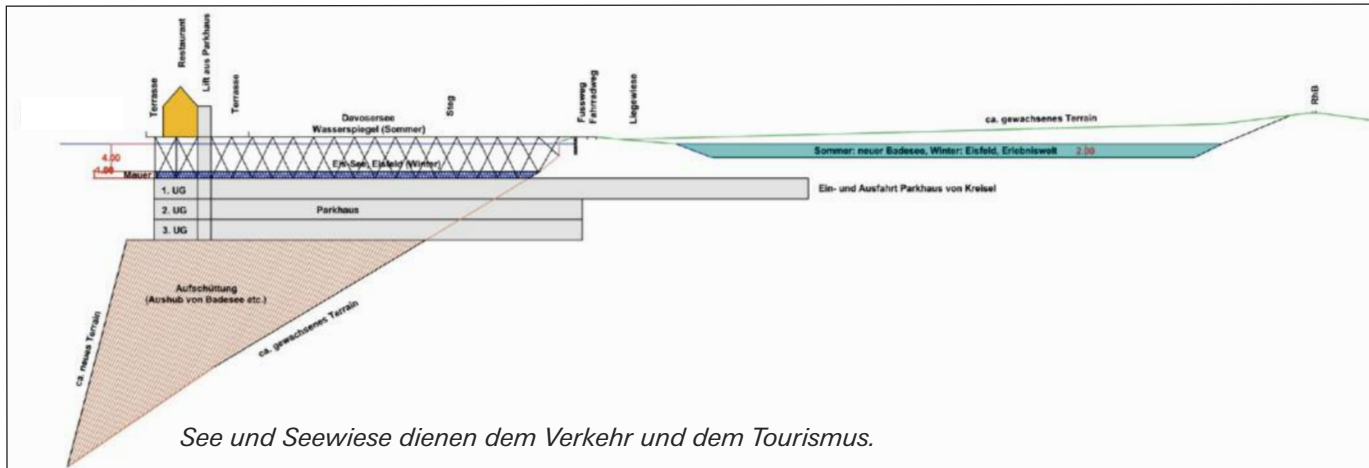 Terrasse
Restaurant
Lift aus Parkhaus
Terrasse
Davosersee
Wasserspiegel (Sommer)
Steg
Fussweg
Fahrradweg
Liegewiese
RhB
ca. gewachsenes Terrain
4.00
Eis-See, Eisfeld (Winter)
Sommer: neuer Badesee, Winter: Eisfeld, Erlebniswelt 2.00
Mauer
1. UG
Ein- und Ausfahrt Parkhaus von Kreisel
2. UG
Parkhaus
3. UG
Aufschüttung
(Aushub von Badesee etc.)
ca. neues Terrain
ca. gewachsenes Terrain
See und Seewiese dienen dem Verkehr und dem Tourismus.